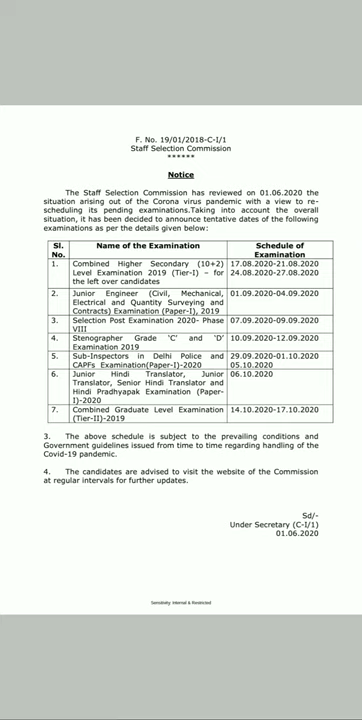 F. No. 19/01/2018-C-I/1
Staff Selection Commission
******
Notice
The Staff Selection Commission has reviewed on 01.06.2020 the
situation arising out of the Corona virus pandemic with a view to re-
scheduling its pending examinations.Taking into account the overall
situation, it has been decided to announce tentative dates of the following
examinations as per the details given below:
Sl. No. Name of the Examination Schedule of Examination
1. Combined Higher Secondary (10+2) 17.08.2020-21.08.2020
Level Examination 2019 (Tier-I) – for 24.08.2020-27.08.2020
the left over candidates
2. Junior Engineer (Civil, Mechanical, 01.09.2020-04.09.2020
Electrical and Quantity Surveying and
Contracts) Examination (Paper-I), 2019
3. Selection Post Examination 2020- Phase 07.09.2020-09.09.2020
VIII
4. Stenographer Grade 'C' and 'D' 10.09.2020-12.09.2020
Examination 2019
5. Sub-Inspectors in Delhi Police and 29.09.2020-01.10.2020
CAPFs Examination(Paper-I)-2020 05.10.2020
6. Junior Hindi Translator, Junior 06.10.2020
Translator, Senior Hindi Translator and
Hindi Pradhyapak Examination (Paper-
I)-2020
7. Combined Graduate Level Examination 14.10.2020-17.10.2020
(Tier-II)-2019
3. The above schedule is subject to the prevailing conditions and
Government guidelines issued from time to time regarding handling of the
Covid-19 pandemic.
4. The candidates are advised to visit the website of the Commission
at regular intervals for further updates.
Sd/-
Under Secretary (C-I/1)
01.06.2020
Sensitivity: Internal & Restricted